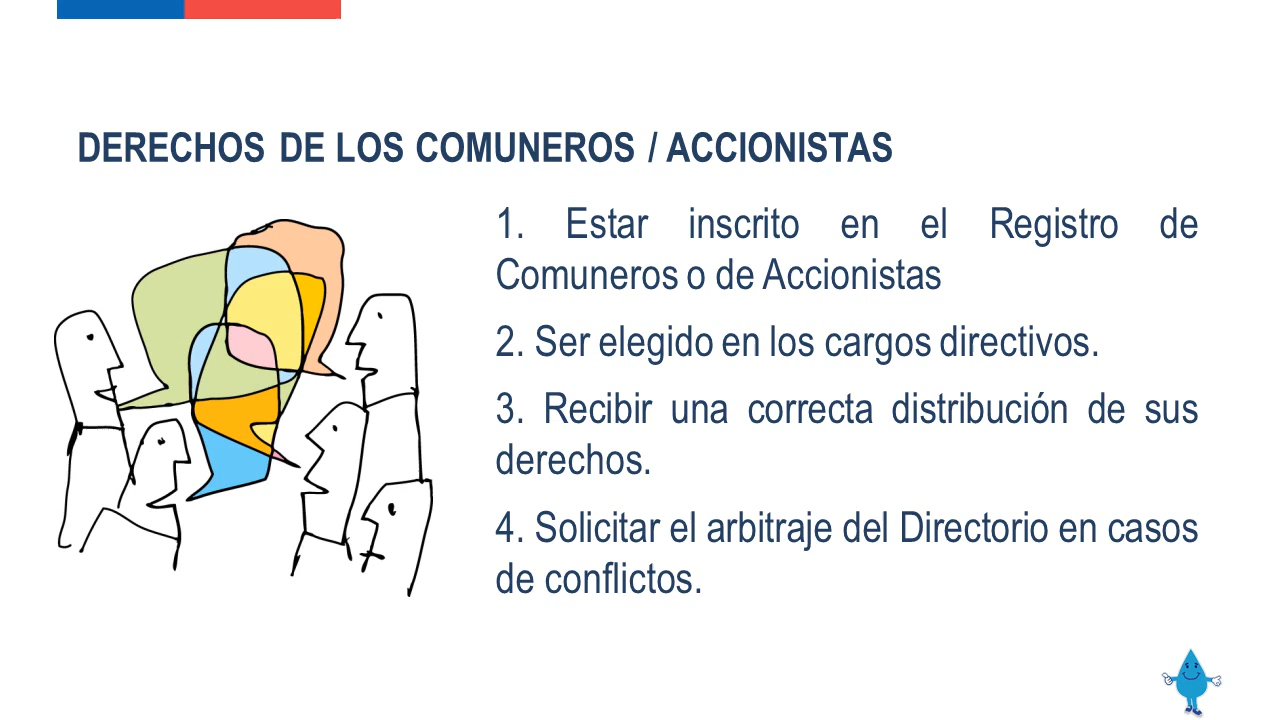 DERECHOS DE LOS COMUNEROS / ACCIONISTAS
1. Estar inscrito en el Registro de
Comuneros o de Accionistas
2. Ser elegido en los cargos directivos.
3. Recibir una correcta distribución de sus
derechos.
4. Solicitar el arbitraje del Directorio en casos
de conflictos.